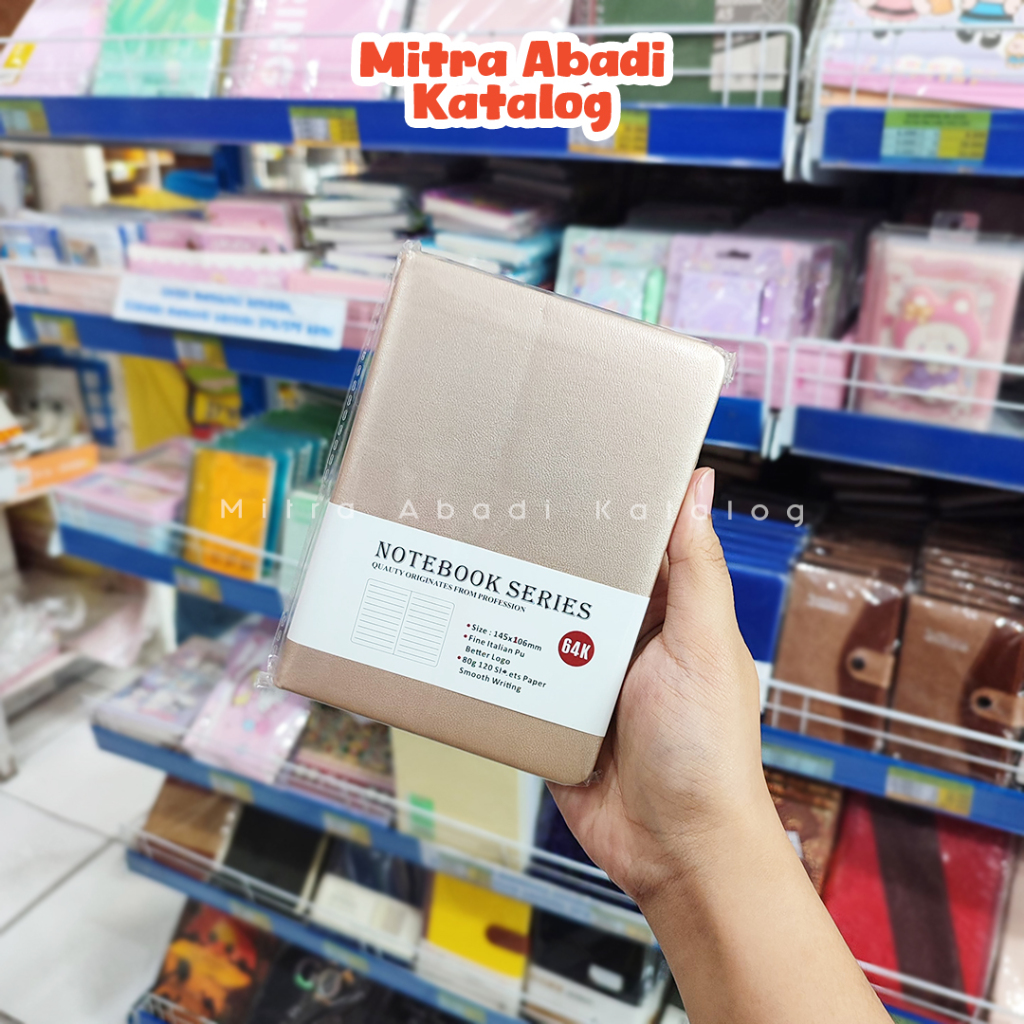 Mitra Abadi
Katalog
Mitra Abadi Katalog
NOTEBOOK SERIES
QUAUTY ORIGINATES FROM PROFESSION
• Size : 145x106mm
• Fine Italian Pu
Better Logo
• 80g 120 Sheets Paper
Smooth Writing
64K